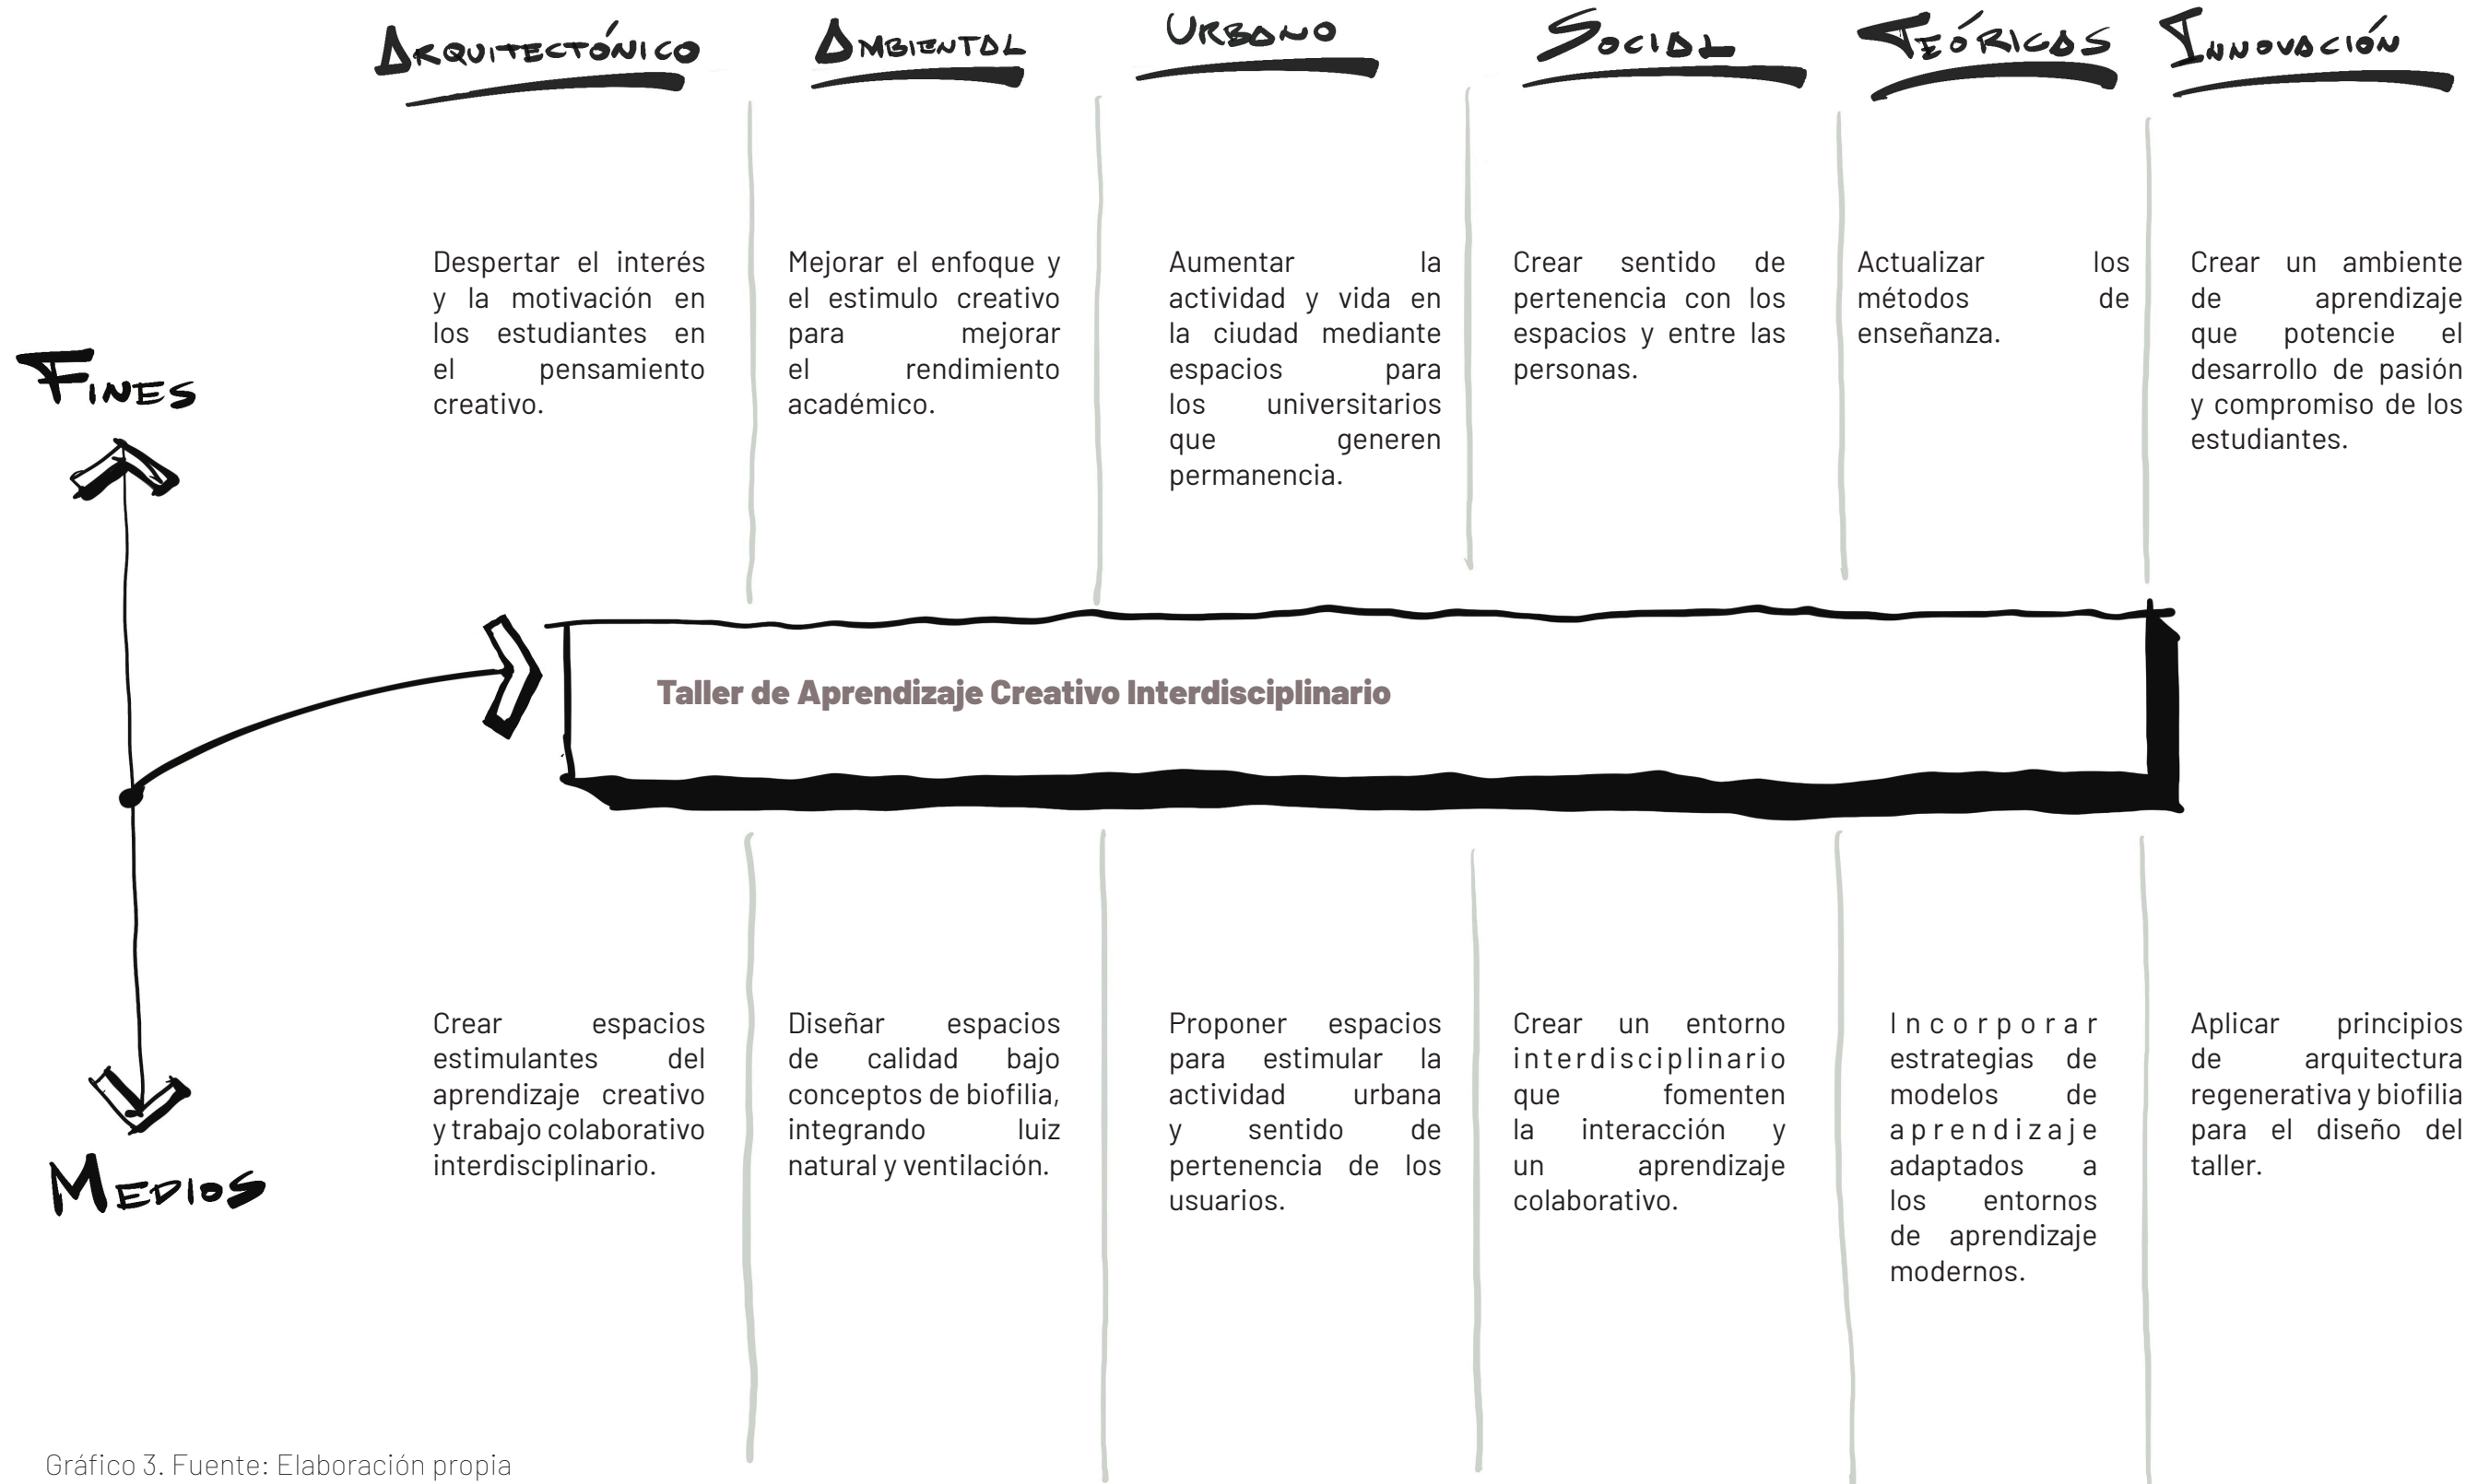 Arquitectónico
Ambiental
Urbano
Social
Teóricas
Innovación
Fines
Despertar el interés
y la motivación en
los estudiantes en
el pensamiento
creativo.
Mejorar el enfoque y
el estimulo creativo
para mejorar
el rendimiento
académico.
Aumentar la
actividad y vida en
la ciudad mediante
espacios para
los universitarios
que generen
permanencia.
Crear sentido de
pertenencia con los
espacios y entre las
personas.
Actualizar los
métodos de
enseñanza.
Crear un ambiente
de aprendizaje
que potencie el
desarrollo de pasión
y compromiso de los
estudiantes.
Taller de Aprendizaje Creativo Interdisciplinario
Medios
Crear espacios
estimulantes del
aprendizaje creativo
y trabajo colaborativo
interdisciplinario.
Diseñar espacios
de calidad bajo
conceptos de biofilia,
integrando luiz
natural y ventilación.
Proponer espacios
para estimular la
actividad urbana
y sentido de
pertenencia de los
usuarios.
Crear un entorno
interdisciplinario
que fomenten
la interacción y
un aprendizaje
colaborativo.
Incorporar
estrategias de
modelos de
aprendizaje
adaptados a
los entornos
de aprendizaje
modernos.
Aplicar principios
de arquitectura
regenerativa y biofilia
para el diseño del
taller.
Gráfico 3. Fuente: Elaboración propia